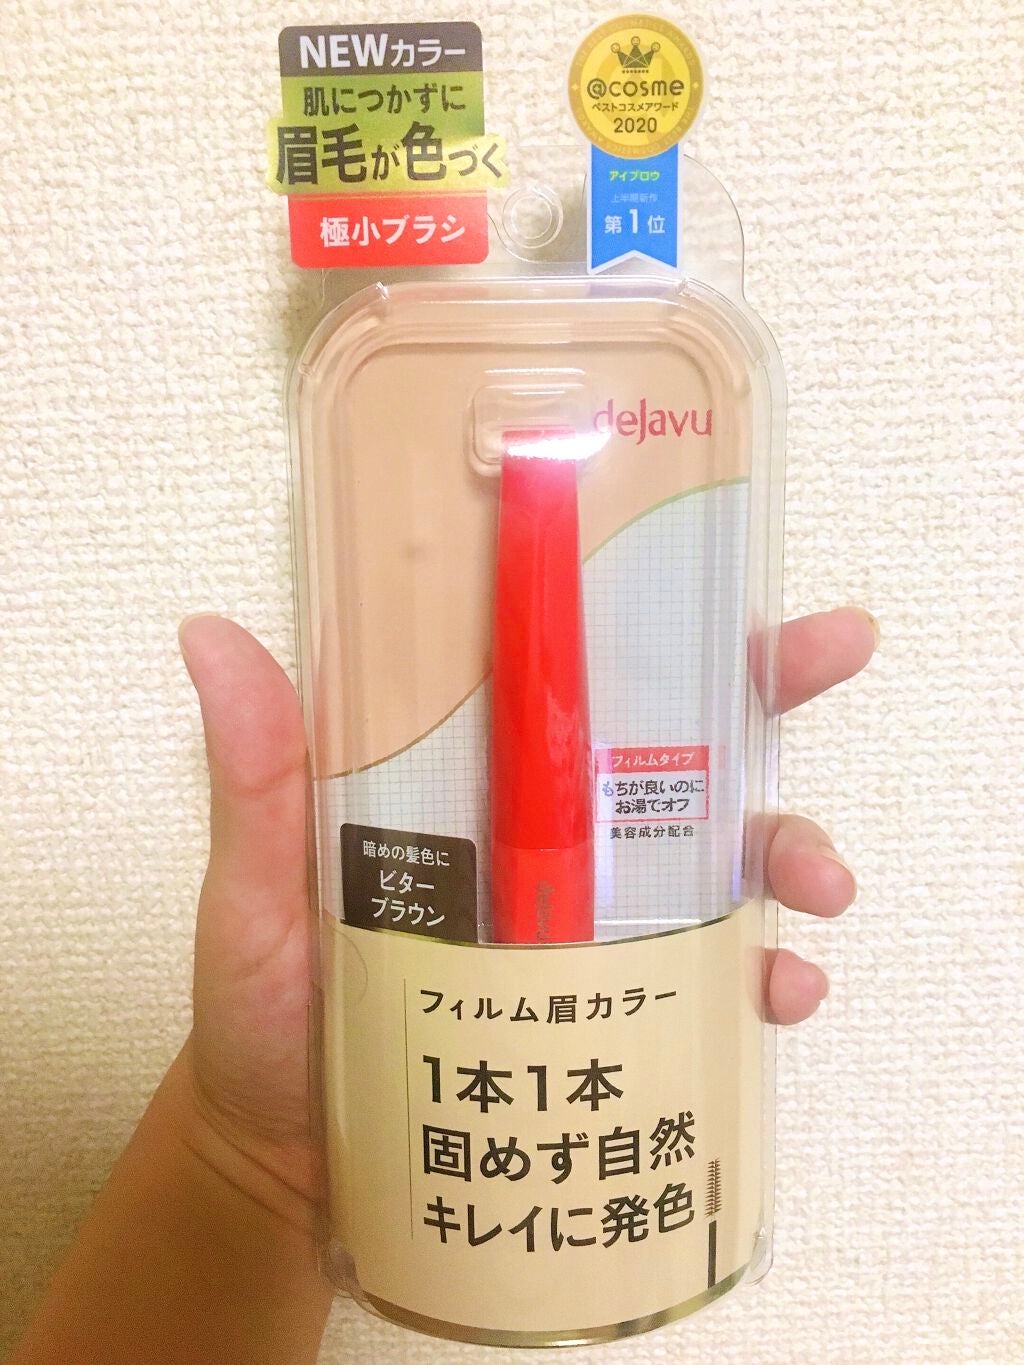 NEWカラー
肌につかずに
眉毛が色づく
極小ブラシ
@cosme
ベストコスメアワード
2020
アイブロウ
上半期新作
第1位
dejavu
フィルムタイプ
もちが良いのに
お湯でオフ
美容成分配合
暗めの髪色に
ビター
ブラウン
dejavu
フィルム眉カラー
1本1本
固めず自然
キレイに発色